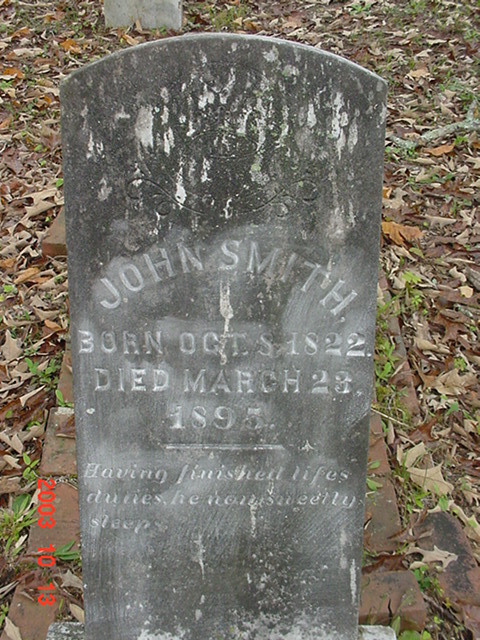 JOHN SMITH.
BORN OCT. 8, 1822.
DIED MARCH 28,
1895.
Having finished lifes
duties, he now sweetly
sleeps.
2003 10 13